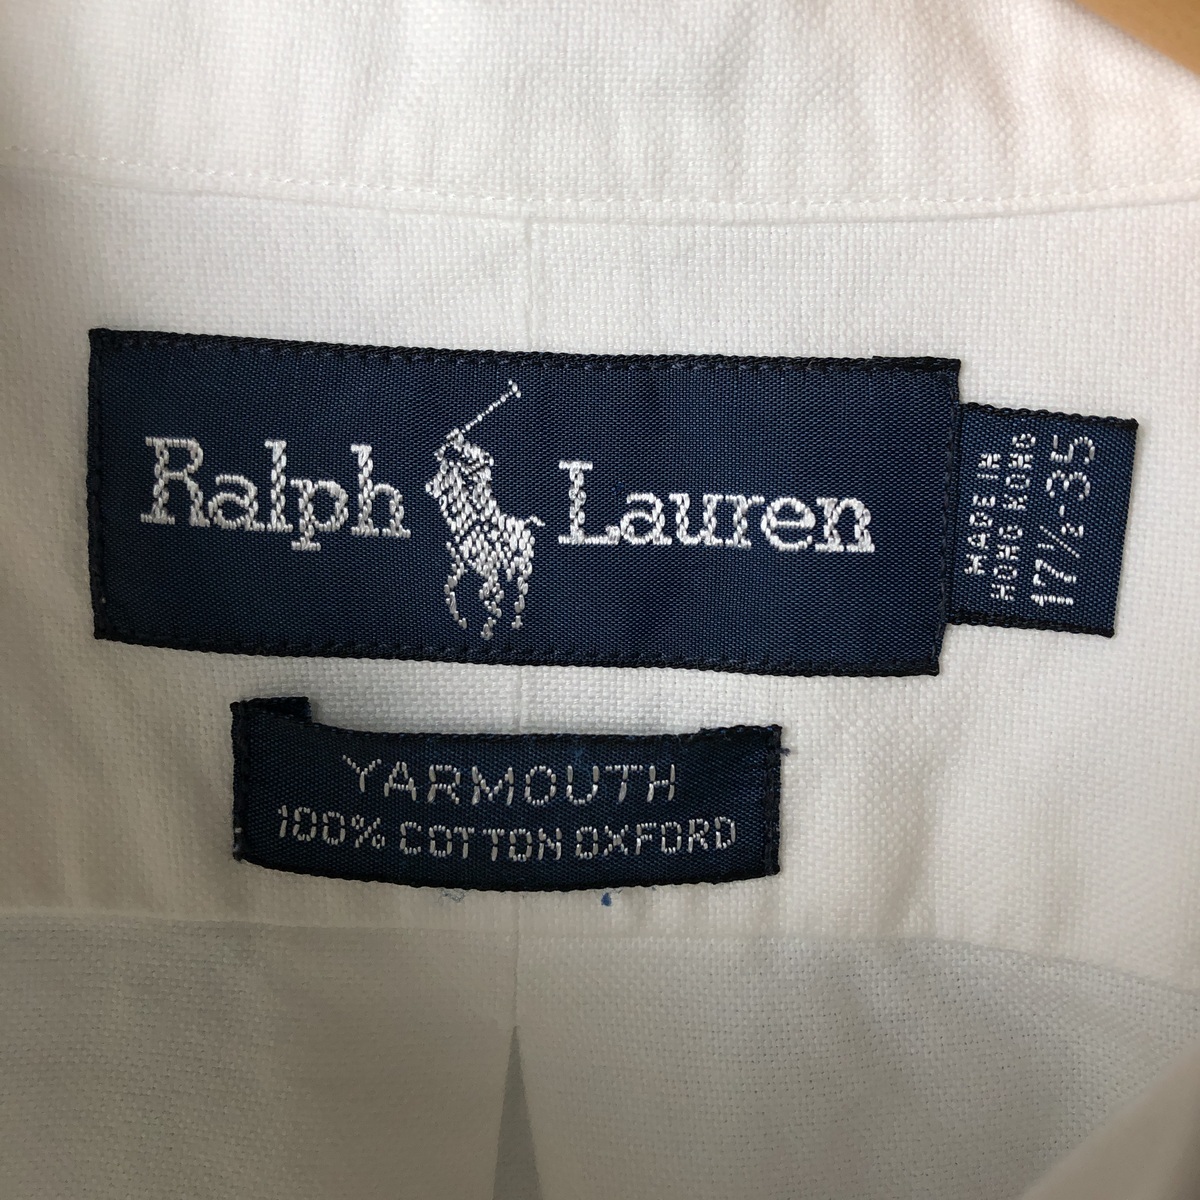 Ralph Lauren
MADE IN
HONG KONG
17½-35
YARMOUTH
100% COTTON OXFORD